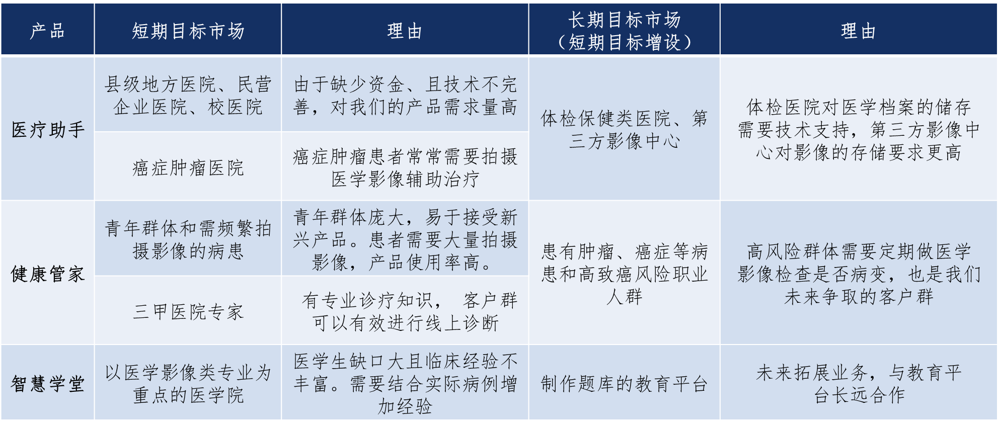 产品
短期目标市场
理由
长期目标市场
（短期目标增设）
理由
医疗助手
县级地方医院、民营
企业医院、校医院
由于缺少资金、且技术不完
善，对我们的产品需求量高
体检保健类医院、第
三方影像中心
体检医院对医学档案的储存
需要技术支持，第三方影像中
心对影像的存储要求更高
癌症肿瘤医院
癌症肿瘤患者常常需要拍摄
医学影像辅助治疗
健康管家
青年群体和需频繁拍
摄影像的病患
青年群体庞大，易于接受新
兴产品。患者需要大量拍摄
影像，产品使用率高。
患有肿瘤、癌症等病
患和高致癌风险职业
人群
高风险群体需要定期做医学
影像检查是否病变，也是我们
未来争取的客户群
三甲医院专家
有专业诊疗知识， 客户群
可以有效进行线上诊断
智慧学堂
以医学影像类专业为
重点的医学院
医学生缺口大且临床经验不
丰富。需要结合实际病例增
加经验
制作题库的教育平台
未来拓展业务，与教育平
台长远合作